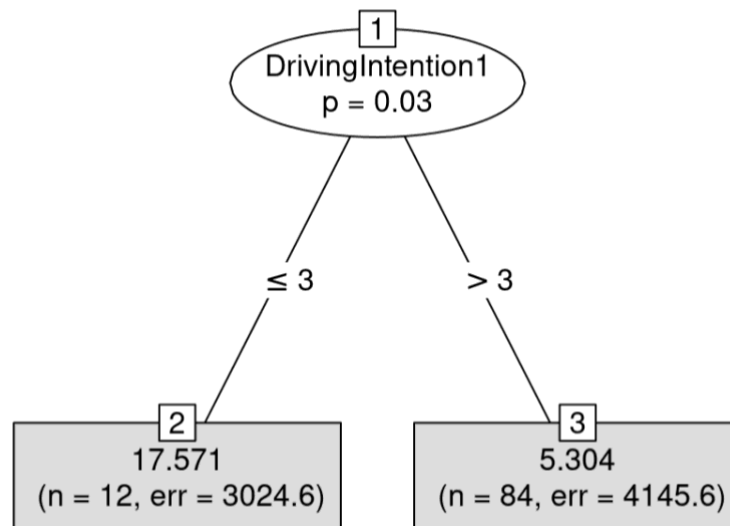 1
DrivingIntention1
p = 0.03
≤ 3
> 3
2
17.571
(n = 12, err = 3024.6)
3
5.304
(n = 84, err = 4145.6)